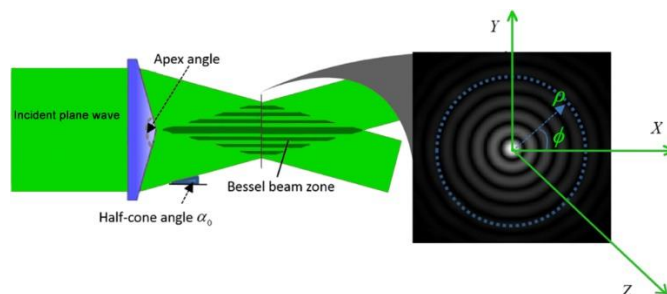 Apex angle
Incident plane wave
Bessel beam zone
Half-cone angle α₀
Y
ρ
ϕ
X
Z